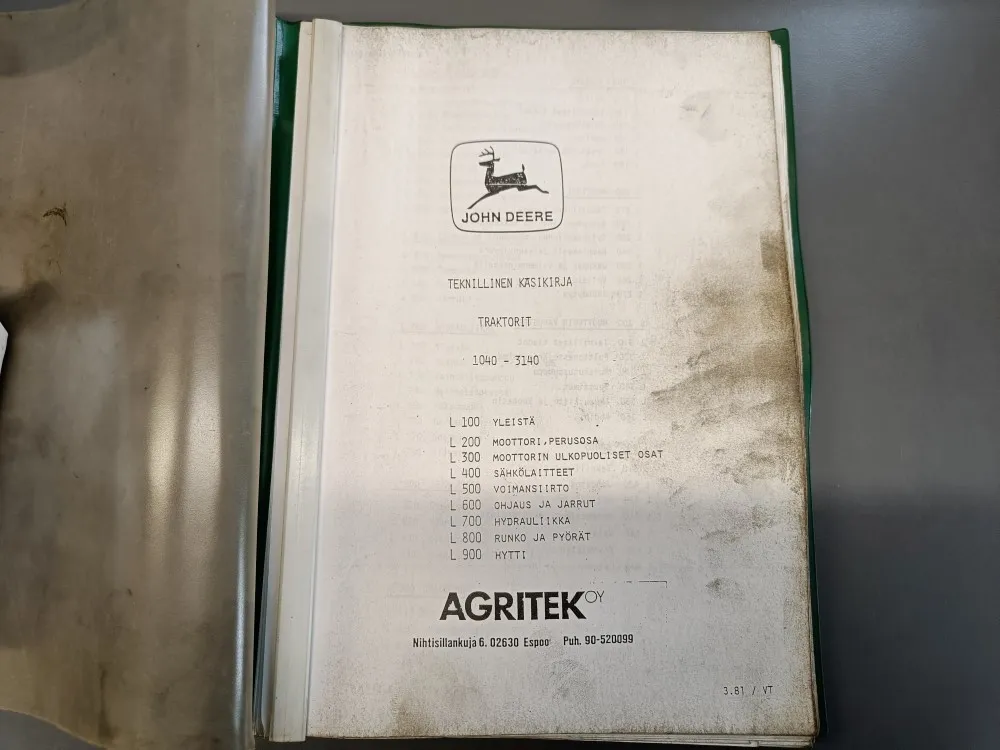 JOHN DEERE
TEKNILLINEN KÄSIKIRJA
TRAKTORIT
1040 - 3140
L 100 YLEISTÄ
L 200 MOOTTORI, PERUSOSA
L 300 MOOTTORIN ULKOPUOLISET OSAT
L 400 SÄHKÖLAITTEET
L 500 VOIMANSIIRTO
L 600 OHJAUS JA JARRUT
L 700 HYDRAULIIKKA
L 800 RUNKO JA PYÖRÄT
L 900 HYTTI
AGRITEK OY
Nihtisillankuja 6. 02630 Espoo Puh. 90-520099
3.81 / VT